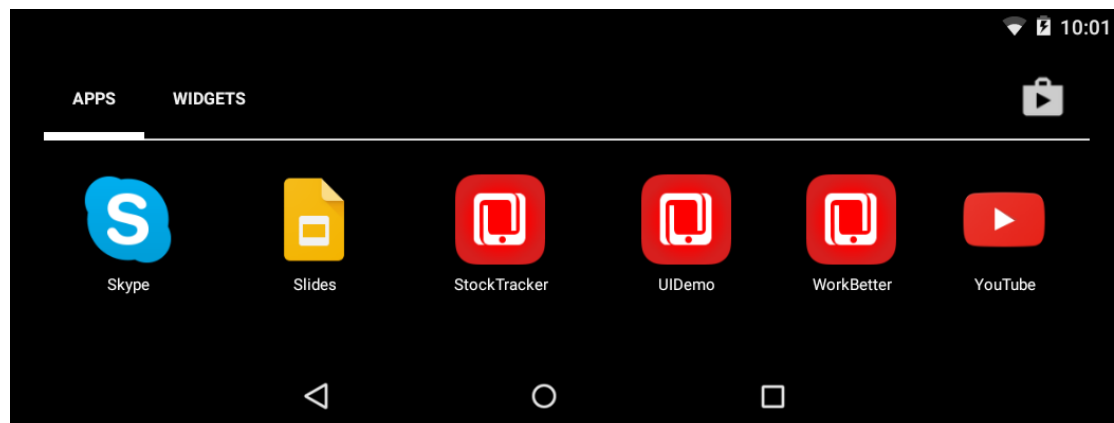 10:01
APPS WIDGETS
S
Skype Slides StockTracker UIDemo WorkBetter YouTube